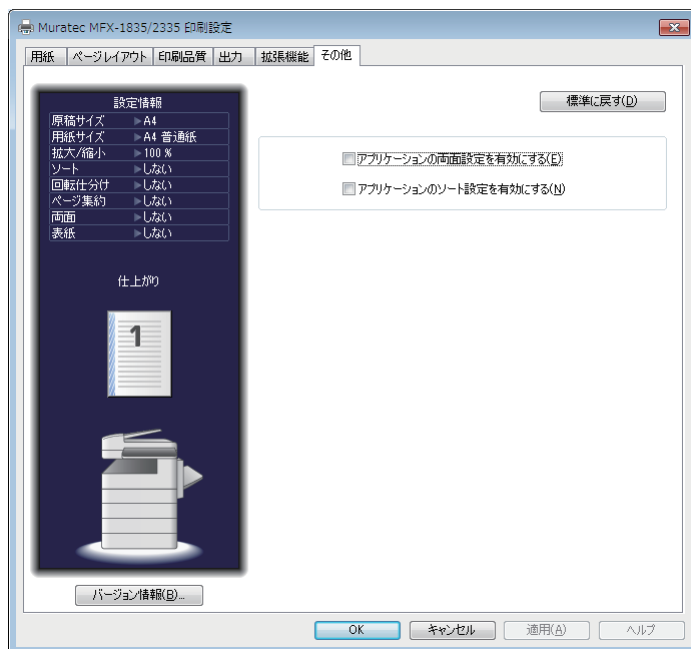 Muratec MFX-1835/2335 印刷設定
用紙 ページレイアウト 印刷品質 出力 拡張機能 その他
設定情報
原稿サイズ ▶A4
用紙サイズ ▶A4 普通紙
拡大/縮小 ▶100 %
ソート ▶しない
回転仕分け ▶しない
ページ集約 ▶しない
両面 ▶しない
表紙 ▶しない
仕上がり
1
バージョン情報(B)...
標準に戻す(D)
アプリケーションの両面設定を有効にする(E)
アプリケーションのソート設定を有効にする(N)
OK キャンセル 適用(A) ヘルプ